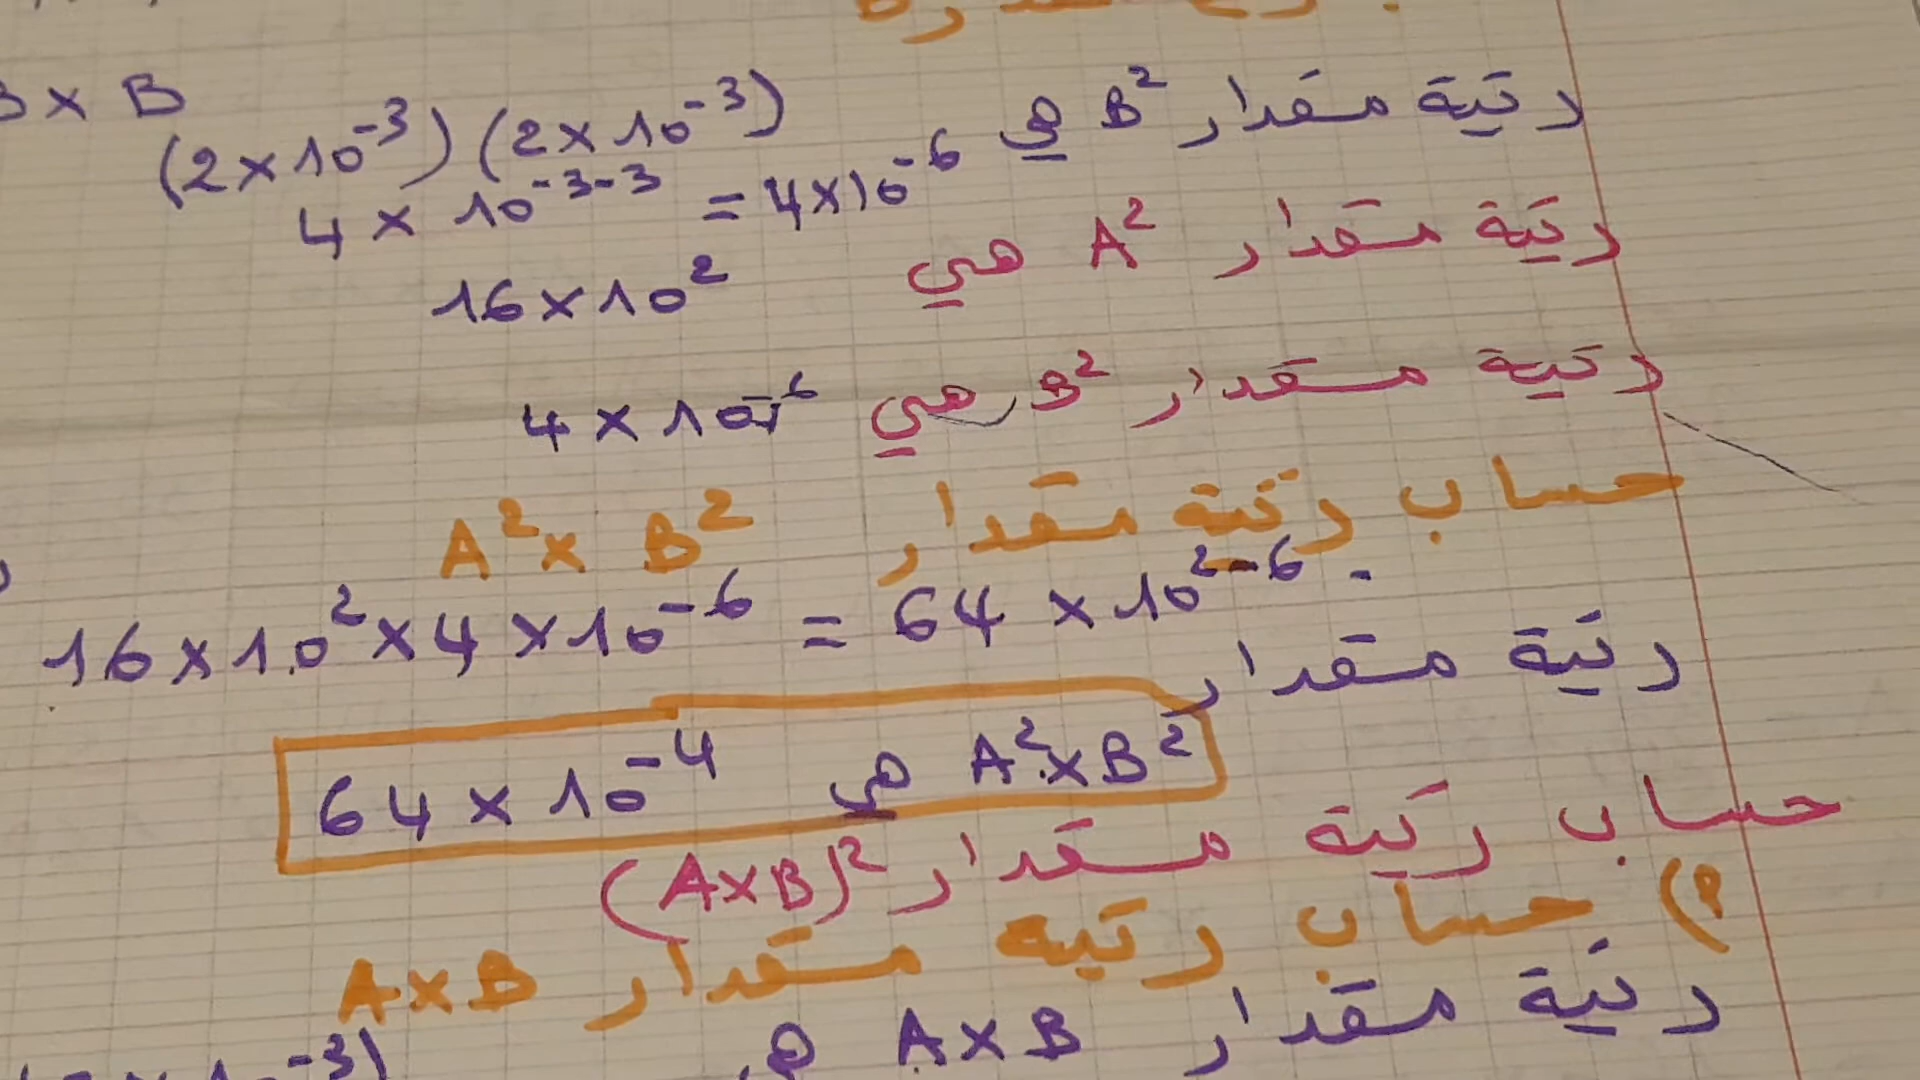 B × B
رتبة مقدار B² هي
(2×10⁻³)(2×10⁻³)
4 × 10⁻³⁻³ = 4×10⁻⁶
رتبة مقدار A² هي
16×10²
رتبة مقدار B² هي 4 × 10⁻⁶
حساب رتبة مقدار A² × B²
16×10²×4×10⁻⁶ = 64 ×10²⁻⁶.
رتبة مقدار
A²×B² هي 64×10⁻⁴
حساب رتبة مقدار (A×B)²
حساب رتبة مقدار A×B
رتبة مقدار A×B هي